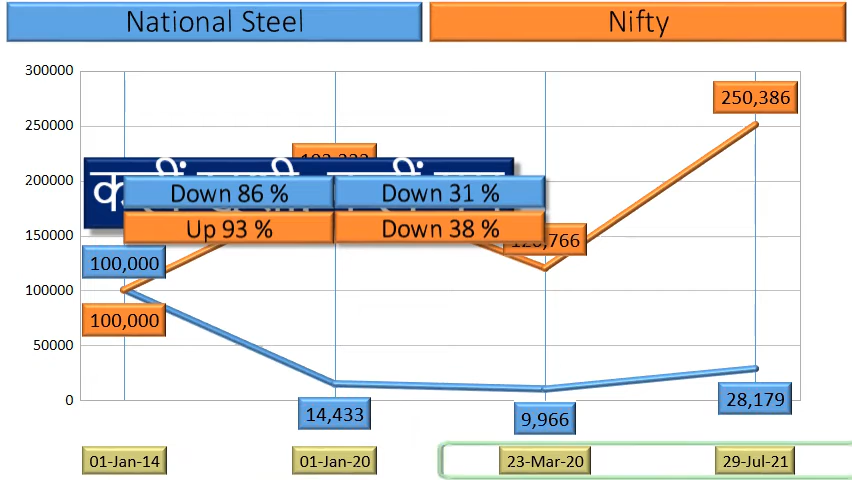 National Steel
Nifty
300000
250000
200000
150000
100000
50000
0
250,386
Down 86 %
Down 31 %
Up 93 %
Down 38 %
100,000
100,000
14,433
9,966
28,179
01-Jan-14
01-Jan-20
23-Mar-20
29-Jul-21